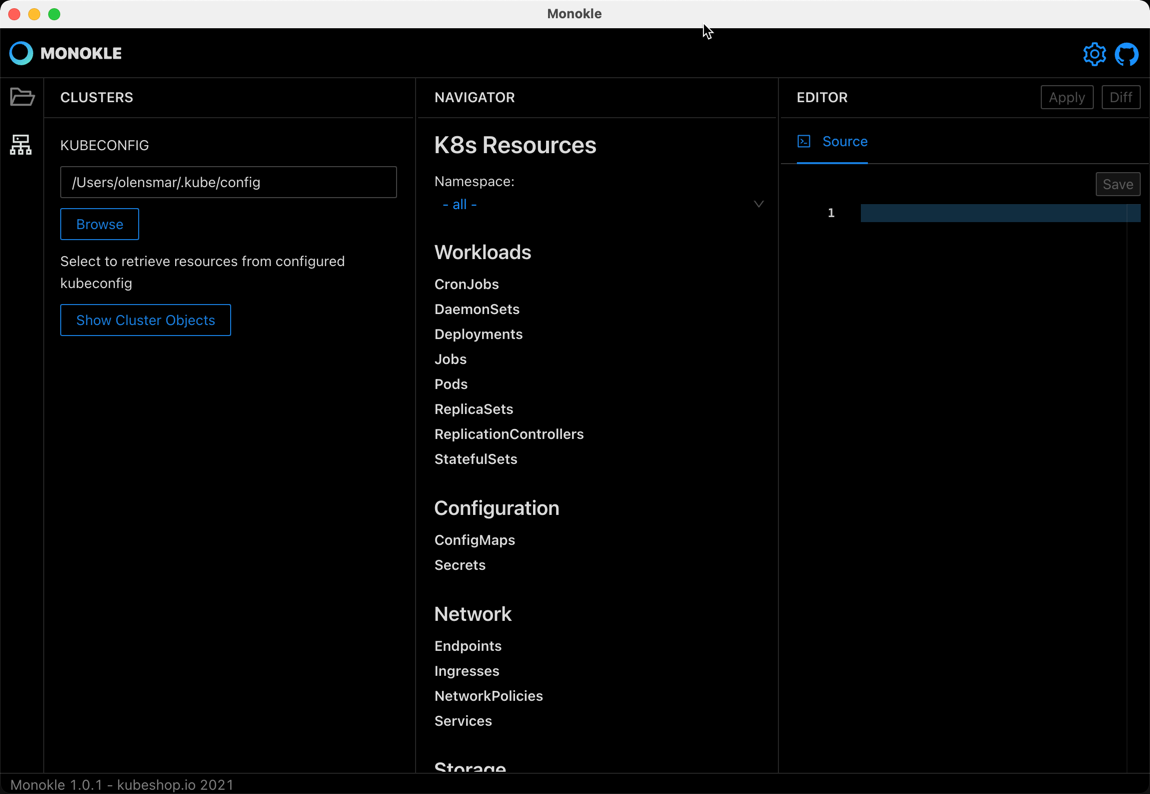 Monokle
MONOKLE
CLUSTERS
KUBECONFIG
/Users/olensmar/.kube/config
Browse
Select to retrieve resources from configured
kubeconfig
Show Cluster Objects
NAVIGATOR
K8s Resources
Namespace:
- all -
Workloads
CronJobs
DaemonSets
Deployments
Jobs
Pods
ReplicaSets
ReplicationControllers
StatefulSets
Configuration
ConfigMaps
Secrets
Network
Endpoints
Ingresses
NetworkPolicies
Services
Storage
EDITOR
Apply
Diff
Source
Save
1
Monokle 1.0.1 - kubeshop.io 2021